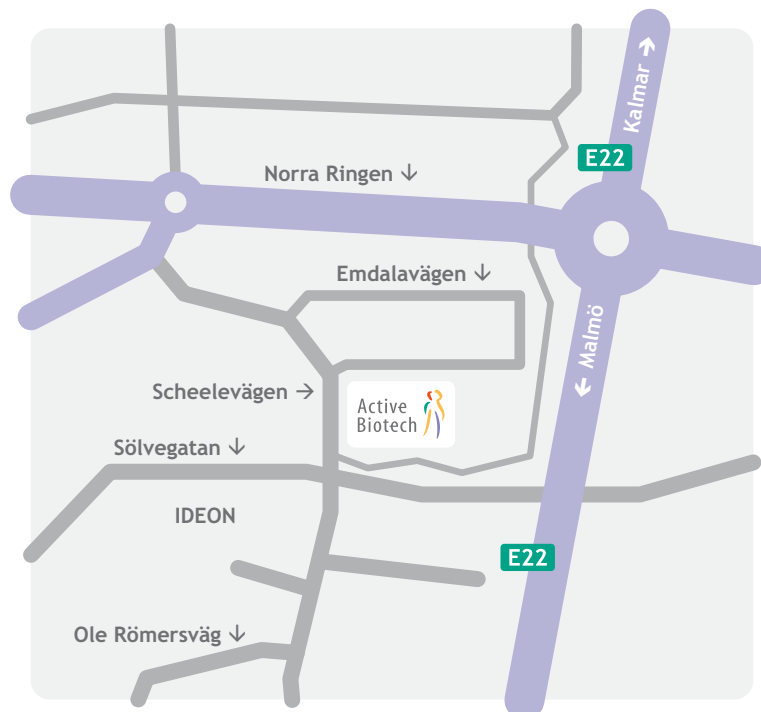 Kalmar →
E22
Norra Ringen ↓
Emdalavägen ↓
← Malmö
Scheelevägen →
Active
Biotech
Sölvegatan ↓
IDEON
E22
Ole Römersväg ↓